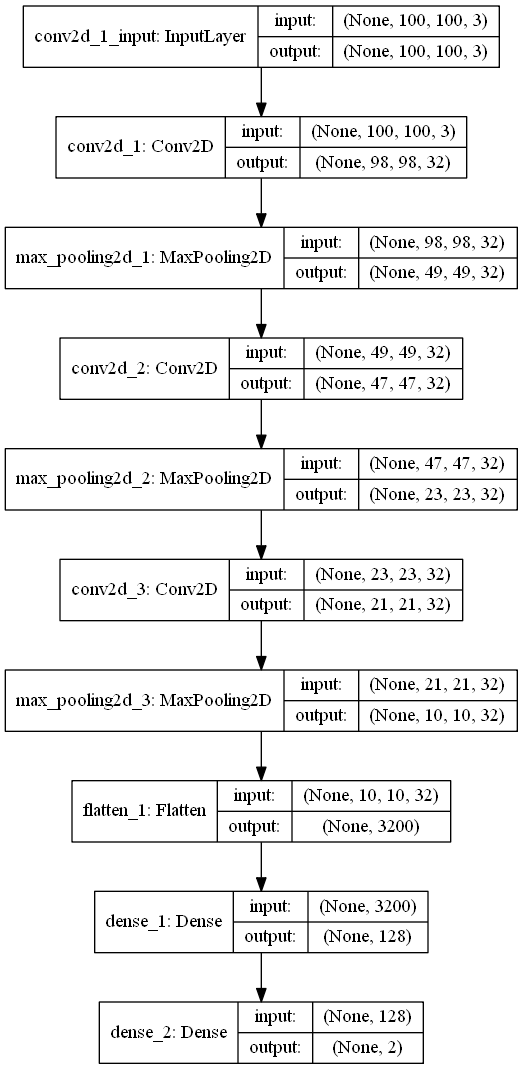 conv2d_1_input: InputLayer
input: (None, 100, 100, 3)
output: (None, 100, 100, 3)
conv2d_1: Conv2D
input: (None, 100, 100, 3)
output: (None, 98, 98, 32)
max_pooling2d_1: MaxPooling2D
input: (None, 98, 98, 32)
output: (None, 49, 49, 32)
conv2d_2: Conv2D
input: (None, 49, 49, 32)
output: (None, 47, 47, 32)
max_pooling2d_2: MaxPooling2D
input: (None, 47, 47, 32)
output: (None, 23, 23, 32)
conv2d_3: Conv2D
input: (None, 23, 23, 32)
output: (None, 21, 21, 32)
max_pooling2d_3: MaxPooling2D
input: (None, 21, 21, 32)
output: (None, 10, 10, 32)
flatten_1: Flatten
input: (None, 10, 10, 32)
output: (None, 3200)
dense_1: Dense
input: (None, 3200)
output: (None, 128)
dense_2: Dense
input: (None, 128)
output: (None, 2)